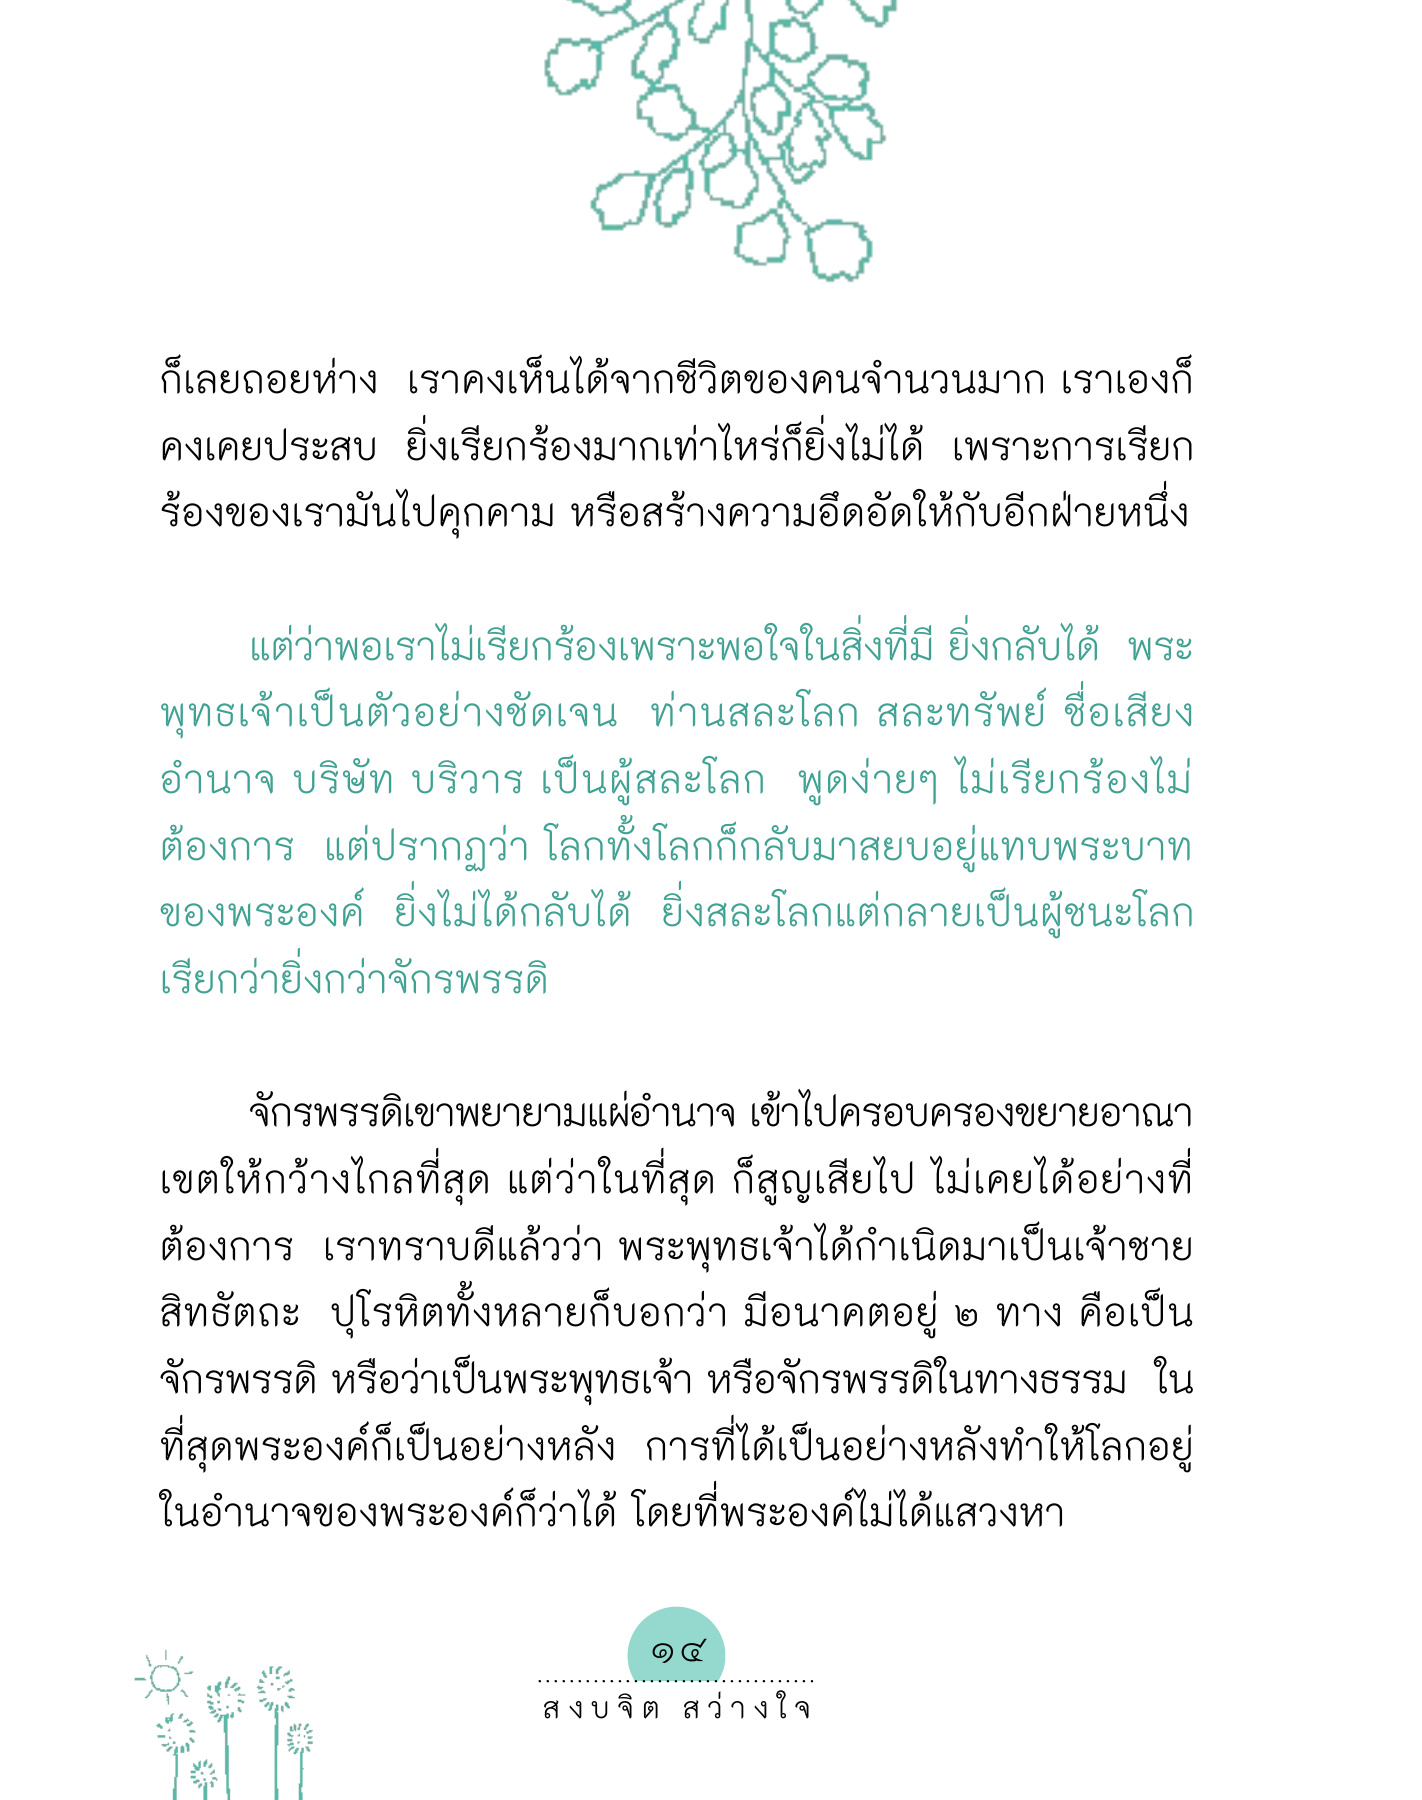 ก็เลยถอยห่าง เราคงเห็นได้จากชีวิตของคนจำนวนมาก เราเองก็
คงเคยประสบ ยิ่งเรียกร้องมากเท่าไหร่ก็ยิ่งไม่ได้ เพราะการเรียก
ร้องของเรามันไปคุกคาม หรือสร้างความอึดอัดให้กับอีกฝ่ายหนึ่ง
แต่ว่าพอเราไม่เรียกร้องเพราะพอใจในสิ่งที่มี ยิ่งกลับได้ พระ
พุทธเจ้าเป็นตัวอย่างชัดเจน ท่านสละโลก สละทรัพย์ ชื่อเสียง
อำนาจ บริษัท บริวาร เป็นผู้สละโลก พูดง่ายๆ ไม่เรียกร้องไม่
ต้องการ แต่ปรากฏว่า โลกทั้งโลกก็กลับมาสยบอยู่แทบพระบาท
ของพระองค์ ยิ่งไม่ได้กลับได้ ยิ่งสละโลกแต่กลายเป็นผู้ชนะโลก
เรียกว่ายิ่งกว่าจักรพรรดิ
จักรพรรดิเขาพยายามแผ่อำนาจ เข้าไปครอบครองขยายอาณา
เขตให้กว้างไกลที่สุด แต่ว่าในที่สุด ก็สูญเสียไป ไม่เคยได้อย่างที่
ต้องการ เราทราบดีแล้วว่า พระพุทธเจ้าได้กำเนิดมาเป็นเจ้าชาย
สิทธัตถะ ปุโรหิตทั้งหลายก็บอกว่า มีอนาคตอยู่ ๒ ทาง คือเป็น
จักรพรรดิ หรือว่าเป็นพระพุทธเจ้า หรือจักรพรรดิในทางธรรม ใน
ที่สุดพระองค์ก็เป็นอย่างหลัง การที่ได้เป็นอย่างหลังทำให้โลกอยู่
ในอำนาจของพระองค์ก็ว่าได้ โดยที่พระองค์ไม่ได้แสวงหา
๑๔
สงบจิต สว่างใจ